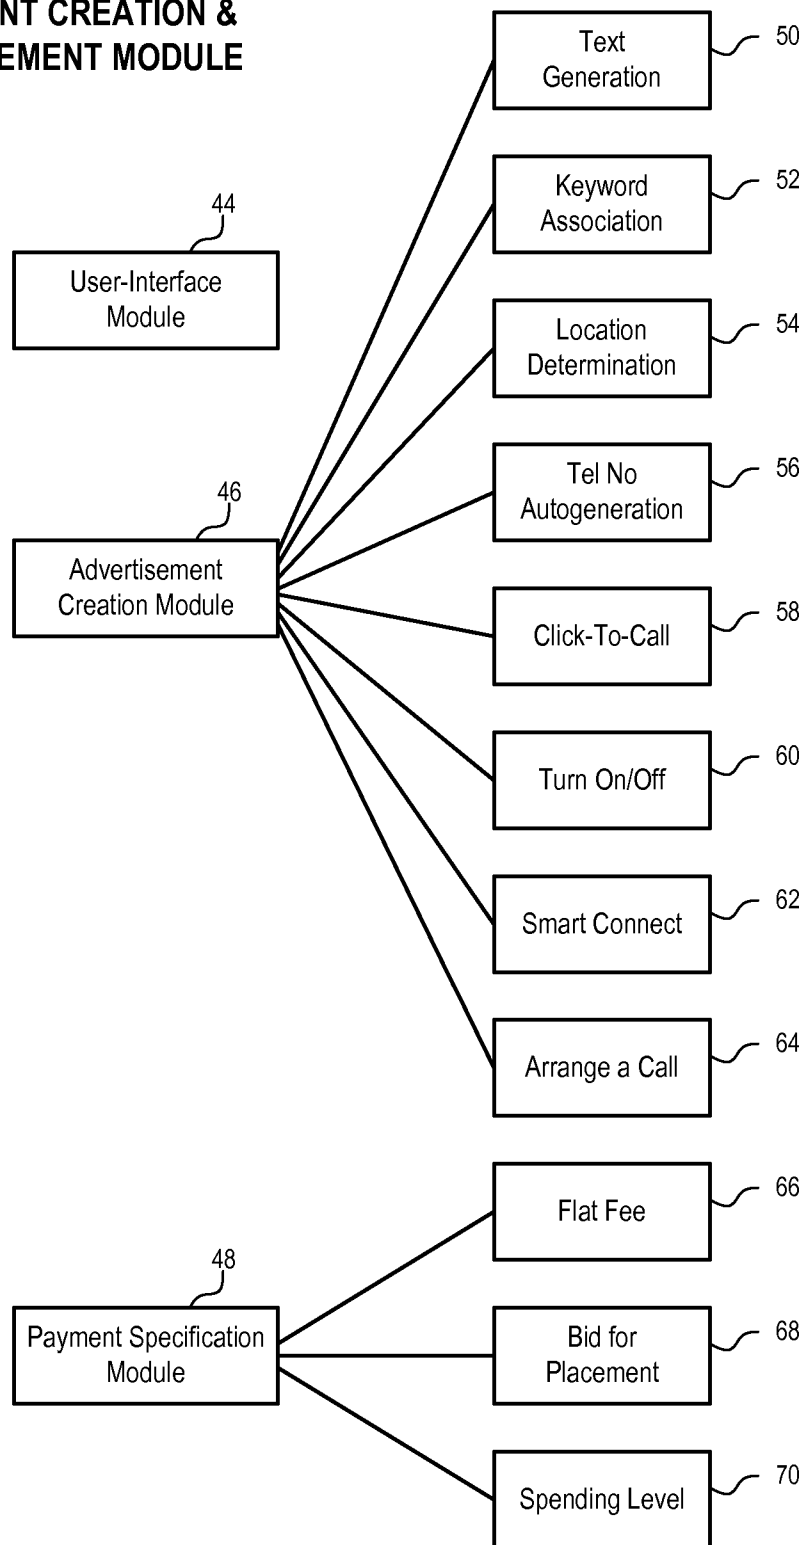 NT CREATION &
EMENT MODULE
Text
Generation
50
Keyword
Association
52
44
User-Interface
Module
Location
Determination
54
Tel No
Autogeneration
56
46
Advertisement
Creation Module
Click-To-Call
58
Turn On/Off
60
Smart Connect
62
Arrange a Call
64
Flat Fee
66
48
Payment Specification
Module
Bid for
Placement
68
Spending Level
70